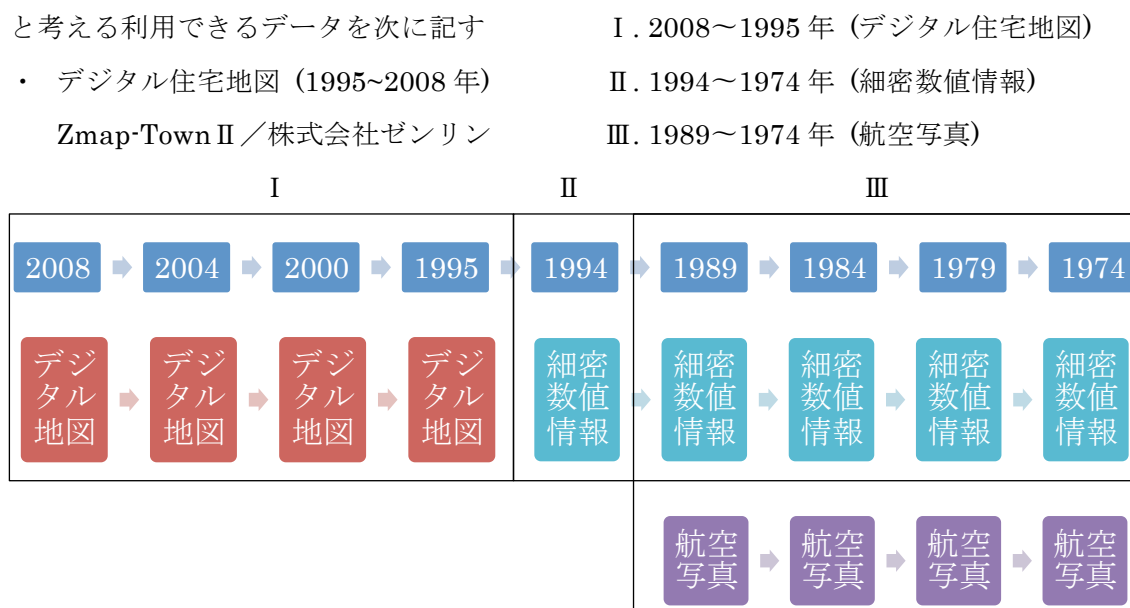 と考える利用できるデータを次に記す
・ デジタル住宅地図 (1995~2008 年)
Zmap-TownⅡ／株式会社ゼンリン
Ⅰ. 2008～1995 年 (デジタル住宅地図)
Ⅱ. 1994～1974 年 (細密数値情報)
Ⅲ. 1989～1974 年 (航空写真)
Ⅰ Ⅱ Ⅲ
2008 2004 2000 1995 1994 1989 1984 1979 1974
デジ
タル
地図
デジ
タル
地図
デジ
タル
地図
デジ
タル
地図
細密
数値
情報
細密
数値
情報
細密
数値
情報
細密
数値
情報
細密
数値
情報
航空
写真
航空
写真
航空
写真
航空
写真